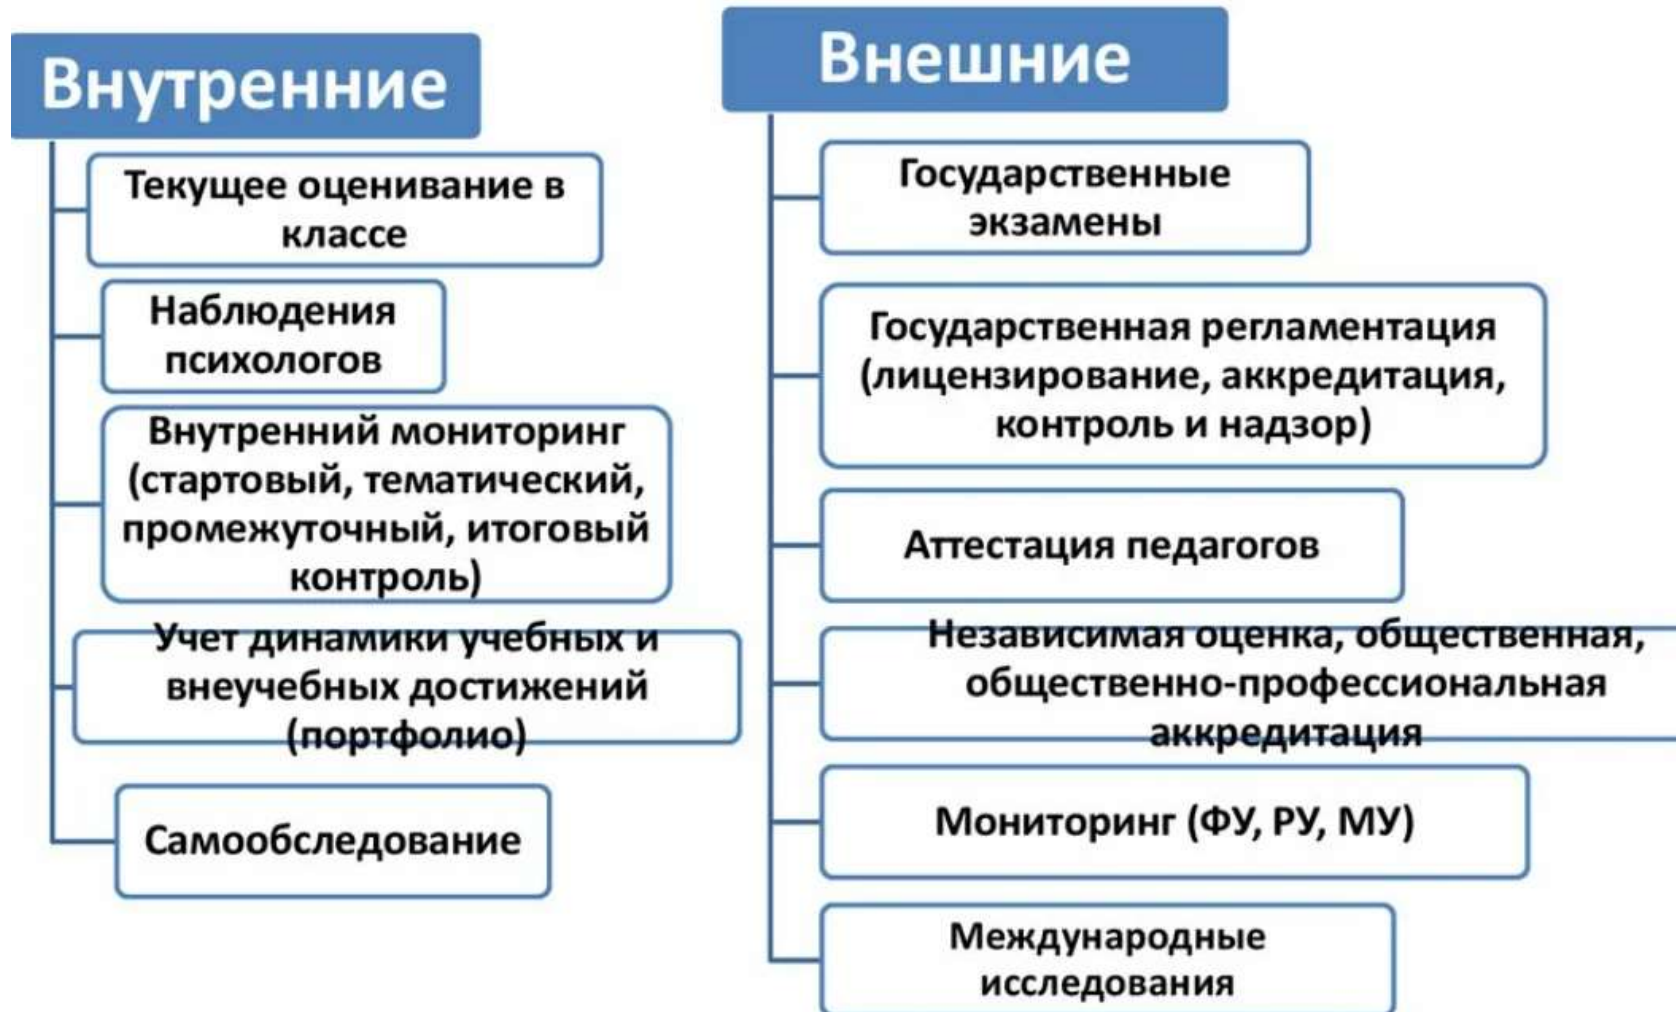 Внутренние
Текущее оценивание в
классе
Наблюдения
психологов
Внутренний мониторинг
(стартовый, тематический,
промежуточный, итоговый
контроль)
Учет динамики учебных и
внеучебных достижений
(портфолио)
Самообследование
Внешние
Государственные
экзамены
Государственная регламентация
(лицензирование, аккредитация,
контроль и надзор)
Аттестация педагогов
Независимая оценка, общественная,
общественно-профессиональная
аккредитация
Мониторинг (ФУ, РУ, МУ)
Международные
исследования